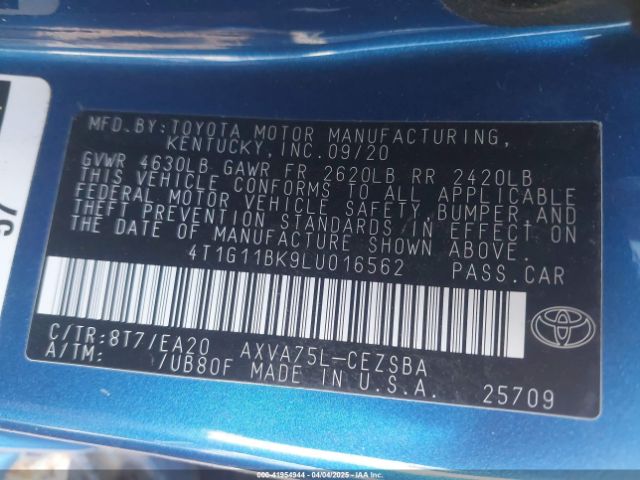 MFD.BY:TOYOTA MOTOR MANUFACTURING,
KENTUCKY, INC.09/20
GVWR 4630LB GAWR FR 2620LB RR 2420LB
THIS VEHICLE CONFORMS TO ALL APPLICABLE
FEDERAL MOTOR VEHICLE SAFETY,BUMPER,AND
THEFT PREVENTION STANDARDS IN EFFECT ON
THE DATE OF MANUFACTURE SHOWN ABOVE.
4T1G11BK9LU016562 PASS.CAR
C/TR:8T7/EA20 AXVA75L-CEZSBA
A/TM: /UB80F MADE IN U.S.A. 25709
000-41954944 - 04/04/2025 - IAAI.COM